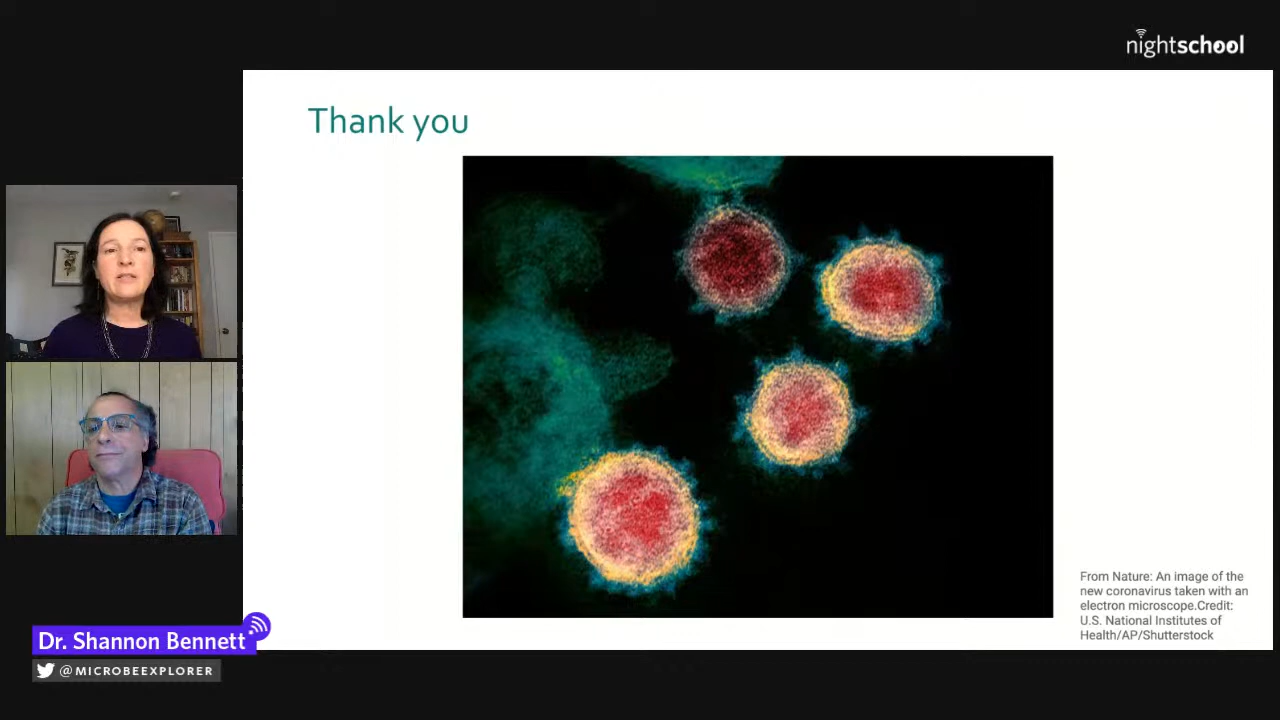 nightschool
Thank you
From Nature: An image of the
new coronavirus taken with an
electron microscope.Credit:
U.S. National Institutes of
Health/AP/Shutterstock
Dr. Shannon Bennett
@MICROBEEXPLORER